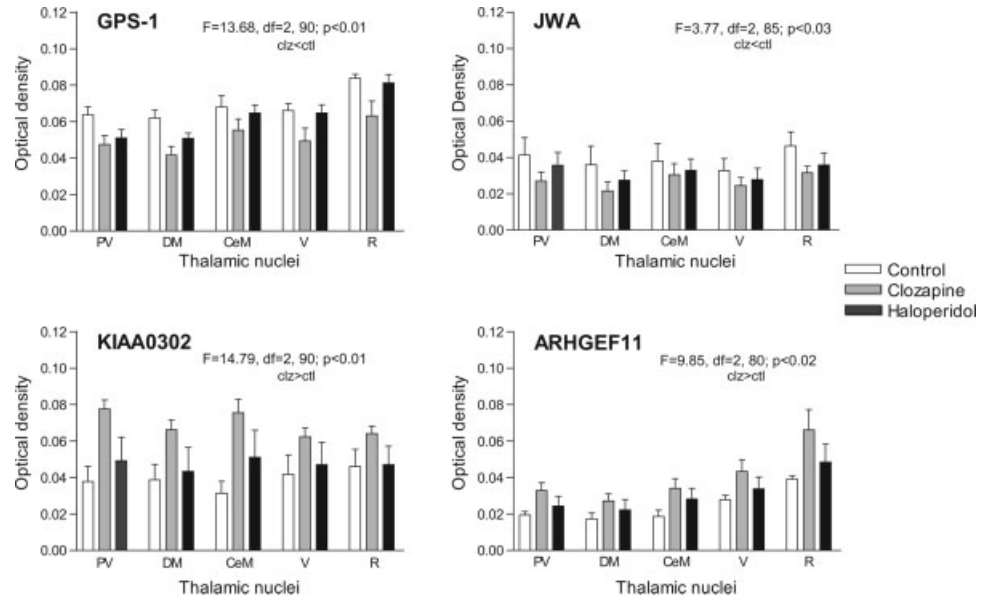 GPS-1
F=13.68, df=2, 90; p<0.01
clz<ctl
Optical density
0.12
0.10
0.08
0.06
0.04
0.02
0.00
PV DM CeM V R
Thalamic nuclei
JWA
F=3.77, df=2, 85; p<0.03
clz<ctl
Optical Density
0.12
0.10
0.08
0.06
0.04
0.02
0.00
PV DM CeM V R
Thalamic nuclei
Control
Clozapine
Haloperidol
KIAA0302
F=14.79, df=2, 90; p<0.01
clz>ctl
Optical density
0.12
0.10
0.08
0.06
0.04
0.02
0.00
PV DM CeM V R
Thalamic nuclei
ARHGEF11
F=9.85, df=2, 80; p<0.02
clz>ctl
Optical density
0.12
0.10
0.08
0.06
0.04
0.02
0.00
PV DM CeM V R
Thalamic nuclei